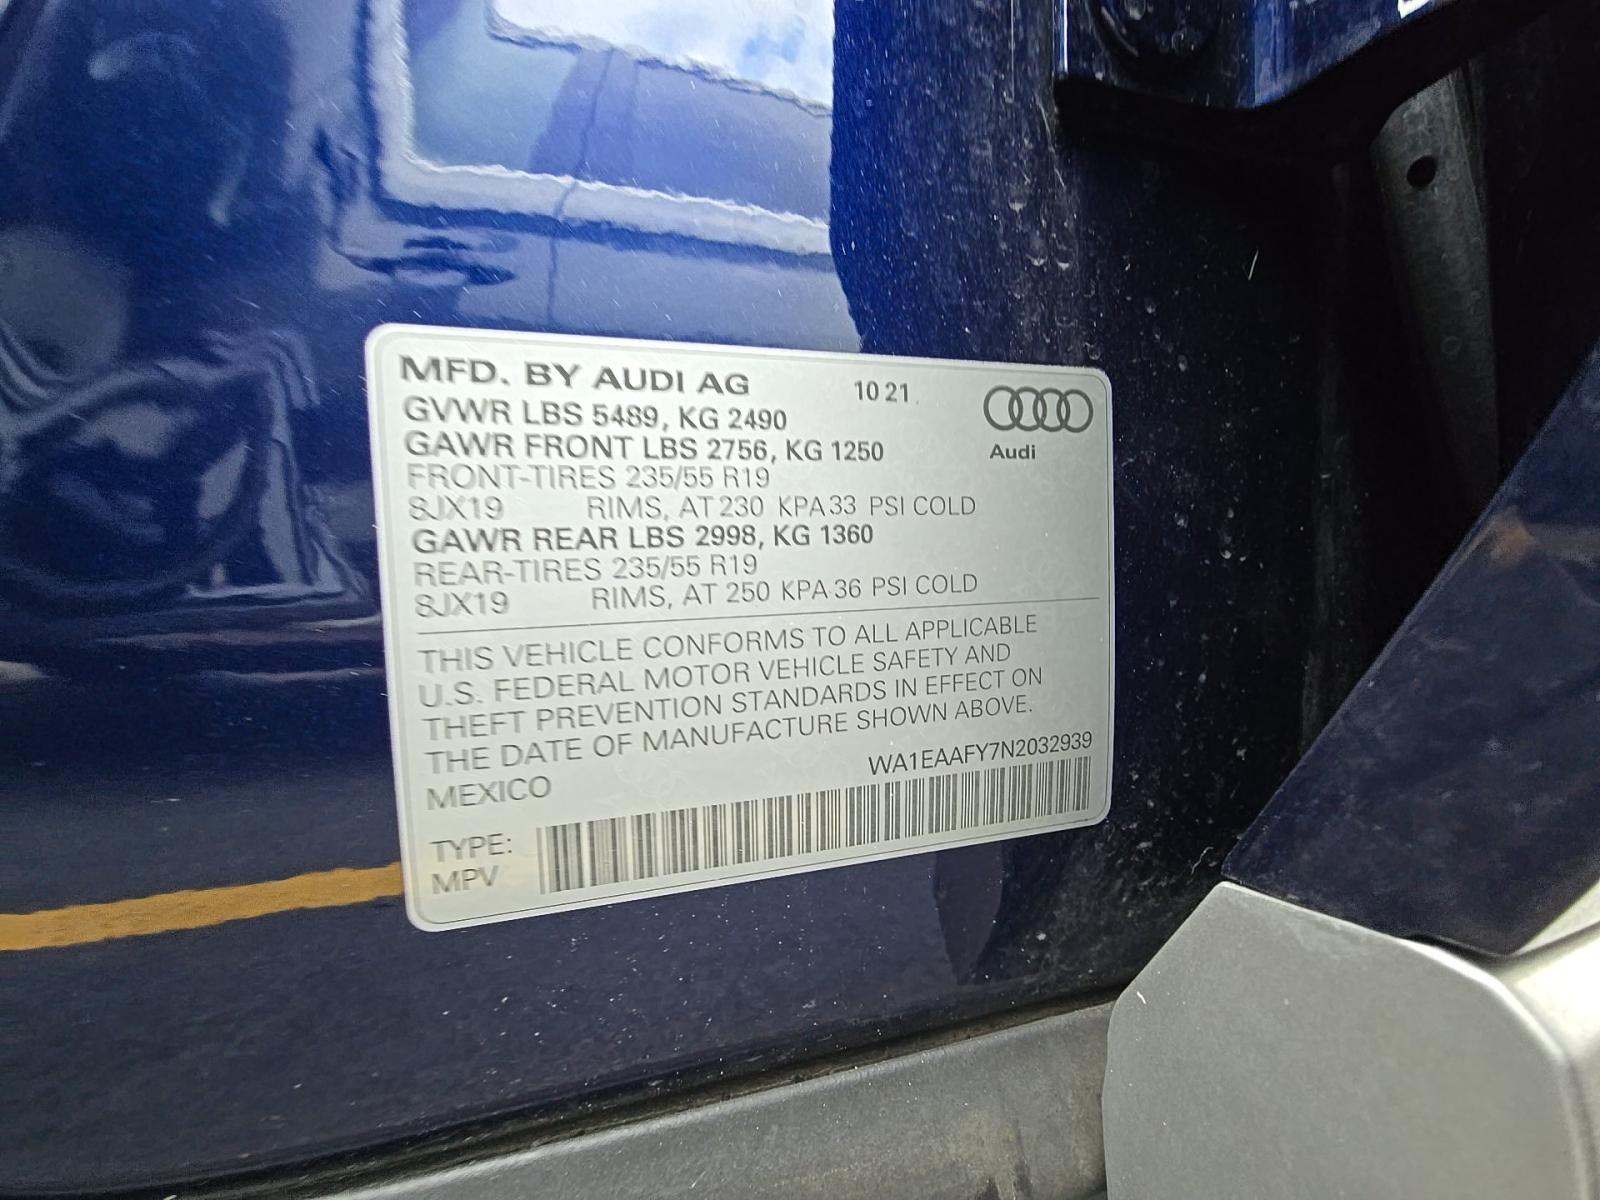 MFD. BY AUDI AG 10 21
GVWR LBS 5489, KG 2490
GAWR FRONT LBS 2756, KG 1250
Audi
FRONT-TIRES 235/55 R19
8JX19 RIMS, AT 230 KPA 33 PSI COLD
GAWR REAR LBS 2998, KG 1360
REAR-TIRES 235/55 R19
8JX19 RIMS, AT 250 KPA 36 PSI COLD
THIS VEHICLE CONFORMS TO ALL APPLICABLE
U.S. FEDERAL MOTOR VEHICLE SAFETY AND
THEFT PREVENTION STANDARDS IN EFFECT ON
THE DATE OF MANUFACTURE SHOWN ABOVE.
MEXICO WA1EAAFY7N2032939
TYPE:
MPV